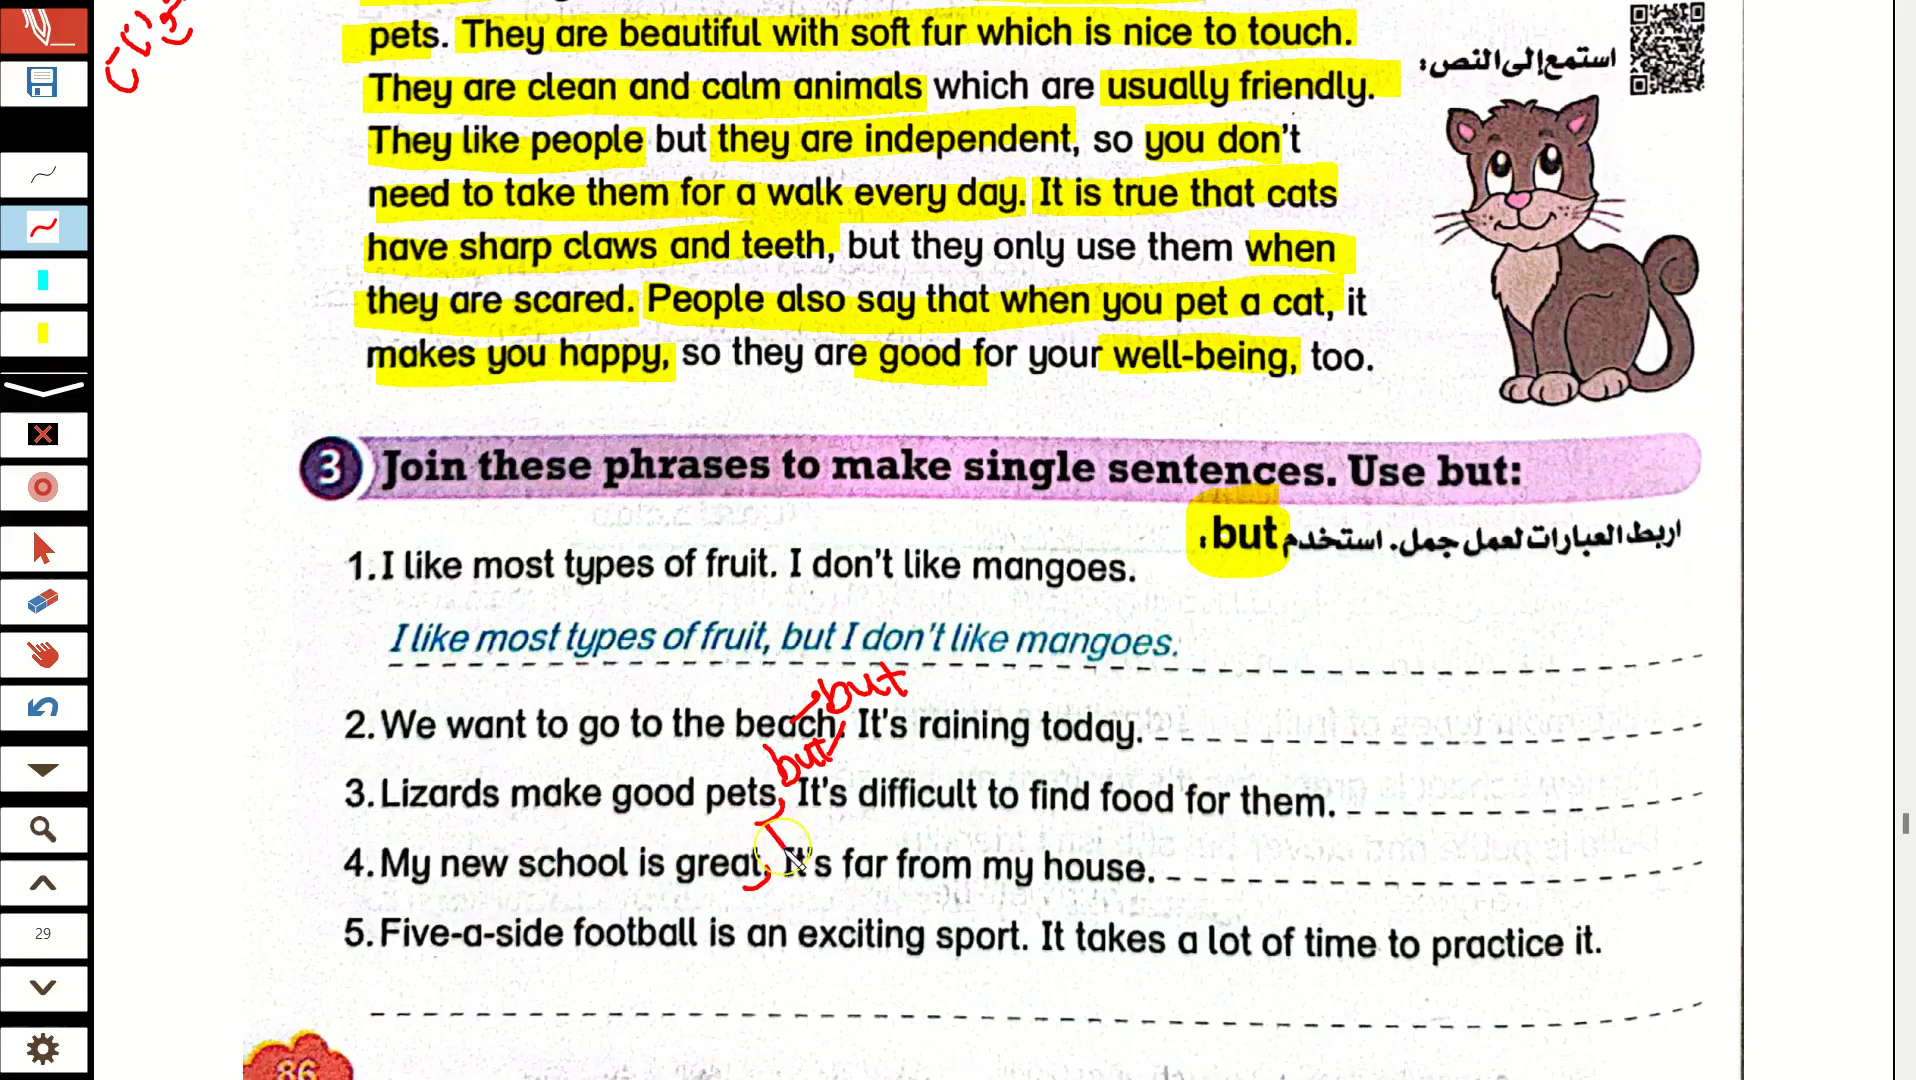 pets. They are beautiful with soft fur which is nice to touch.
استمع إلى النص:
They are clean and calm animals which are usually friendly.
They like people but they are independent, so you don't
need to take them for a walk every day. It is true that cats
have sharp claws and teeth, but they only use them when
they are scared. People also say that when you pet a cat, it
makes you happy, so they are good for your well-being, too.
3 Join these phrases to make single sentences. Use but:
اربط العبارات لعمل جمل. استخدم but:
1. I like most types of fruit. I don't like mangoes.
I like most types of fruit, but I don't like mangoes.
but
2. We want to go to the beach. It's raining today.
but
3. Lizards make good pets, It's difficult to find food for them.
4. My new school is great, It's far from my house.
5. Five-a-side football is an exciting sport. It takes a lot of time to practice it.
86
29